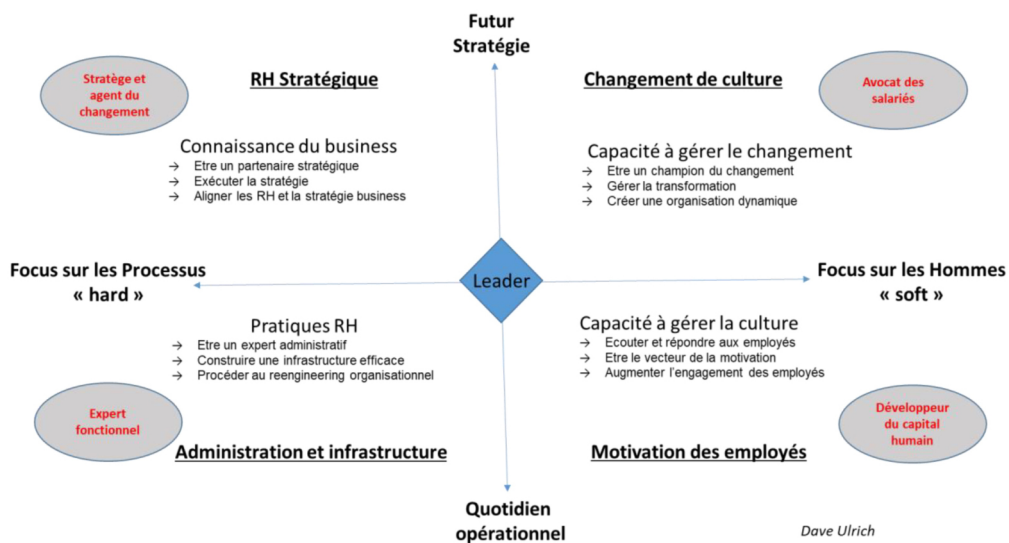 Futur
Stratégie
Stratège et
agent du
changement
RH Stratégique
Changement de culture
Avocat des
salariés
Connaissance du business
→ Etre un partenaire stratégique
→ Exécuter la stratégie
→ Aligner les RH et la stratégie business
Capacité à gérer le changement
→ Etre un champion du changement
→ Gérer la transformation
→ Créer une organisation dynamique
Focus sur les Processus
« hard »
Leader
Focus sur les Hommes
« soft »
Pratiques RH
→ Etre un expert administratif
→ Construire une infrastructure efficace
→ Procéder au reengineering organisationnel
Capacité à gérer la culture
→ Ecouter et répondre aux employés
→ Etre le vecteur de la motivation
→ Augmenter l'engagement des employés
Expert
fonctionnel
Développeur
du capital
humain
Administration et infrastructure
Motivation des employés
Quotidien
opérationnel
Dave Ulrich